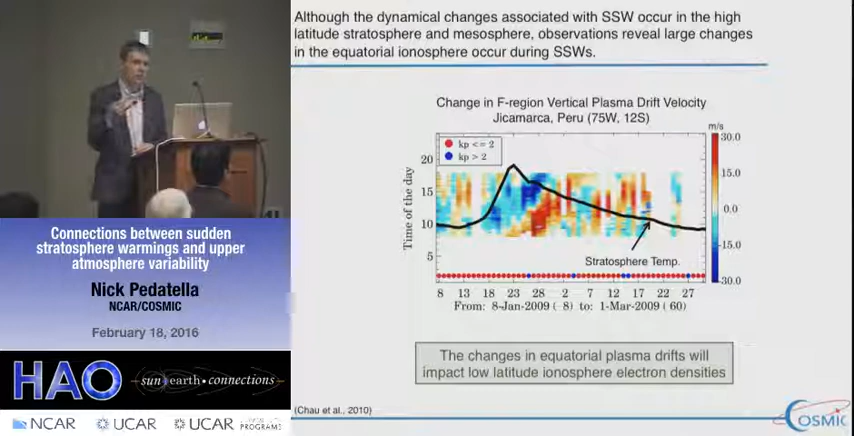 Although the dynamical changes associated with SSW occur in the high
latitude stratosphere and mesosphere, observations reveal large changes
in the equatorial ionosphere occur during SSWs.
Change in F-region Vertical Plasma Drift Velocity
Jicamarca, Peru (75W, 12S)
m/s
kp <= 2
kp > 2
Time of the day
20
15
10
5
30.0
15.0
0.0
-15.0
-30.0
Stratosphere Temp.
8 13 18 23 28 2 7 12 17 22 27
From: 8-Jan-2009 ( 8) to: 1-Mar-2009 ( 60)
The changes in equatorial plasma drifts will
impact low latitude ionosphere electron densities
(Chau et al., 2010)
COSMIC
Connections between sudden
stratosphere warmings and upper
atmosphere variability
Nick Pedatella
NCAR/COSMIC
February 18, 2016
HAO
sun earth connections
NCAR
UCAR
UCAR
PROGRAMS